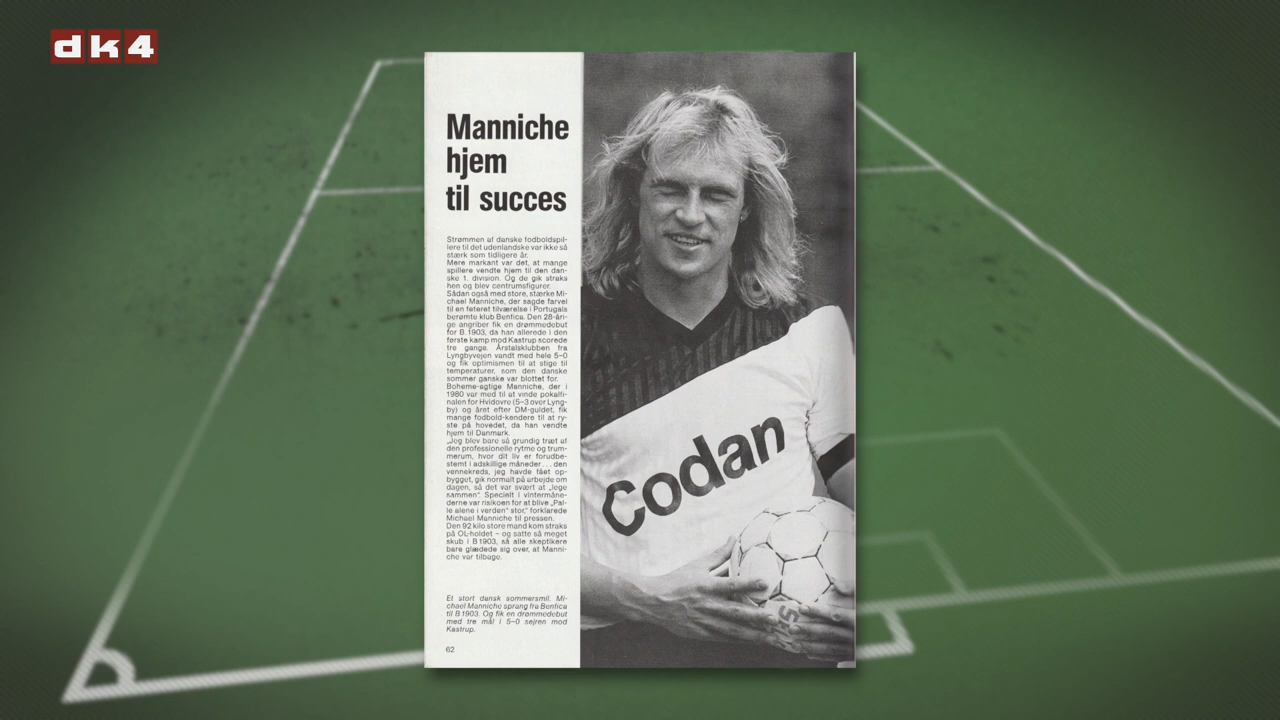 dk4
Manniche
hjem
til succes
Strømmen af danske fodboldspil-
lere til det udenlandske var ikke så
stærk som tidligere år.
Mere markant var det, at mange
spillere vendte hjem til den dan-
ske 1. division. Og de gik straks
hen og blev centrumsfigurer.
Sådan også med store, stærke Mi-
chael Manniche, der sagde farvel
til en feteret tilværelse i Portugals
berømte klub Benfica. Den 28-åri-
ge angriber fik en drømmedebut
for B 1903, da han allerede i den
første kamp mod Kastrup scorede
tre gange. Årstalsklubben fra
Lyngbyvejen vandt med hele 5–0
og fik optimismen til at stige til
temperaturer, som den danske
sommer ganske var blottet for.
Boheme-agtige Manniche, der i
1980 var med til at vinde pokalfi-
nalen for Hvidovre (5–3 over Lyng-
by) og året efter DM-guldet, fik
mange fodbold-kendere til at ry-
ste på hovedet, da han vendte
hjem til Danmark.
„Jeg blev bare så grundig træt af
den professionelle rytme og trum-
merum, hvor dit liv er forudbe-
stemt i adskillige måneder... den
vennekreds, jeg havde fået op-
bygget, gik normalt på arbejde om
dagen, så det var svært at „lege
sammen“. Specielt i vintermåne-
derne var risikoen for at blive „Pal-
le alene i verden“ stor,“ forklarede
Michael Manniche til pressen.
Den 92 kilo store mand kom straks
på OL-holdet – og satte så meget
skub i B 1903, så alle skeptikere
bare glædede sig over, at Manni-
che var tilbage.
Et stort dansk sommersmil. Mi-
chael Manniche sprang fra Benfica
til B 1903. Og fik en drømmedebut
med tre mål i 5–0 sejren mod
Kastrup.
62
Codan